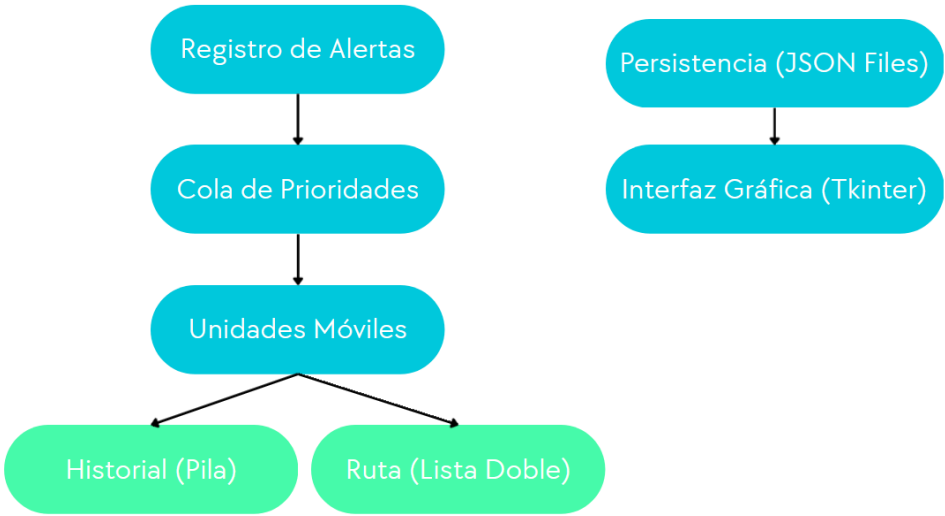 Registro de Alertas
Cola de Prioridades
Unidades Móviles
Historial (Pila)
Ruta (Lista Doble)
Persistencia (JSON Files)
Interfaz Gráfica (Tkinter)